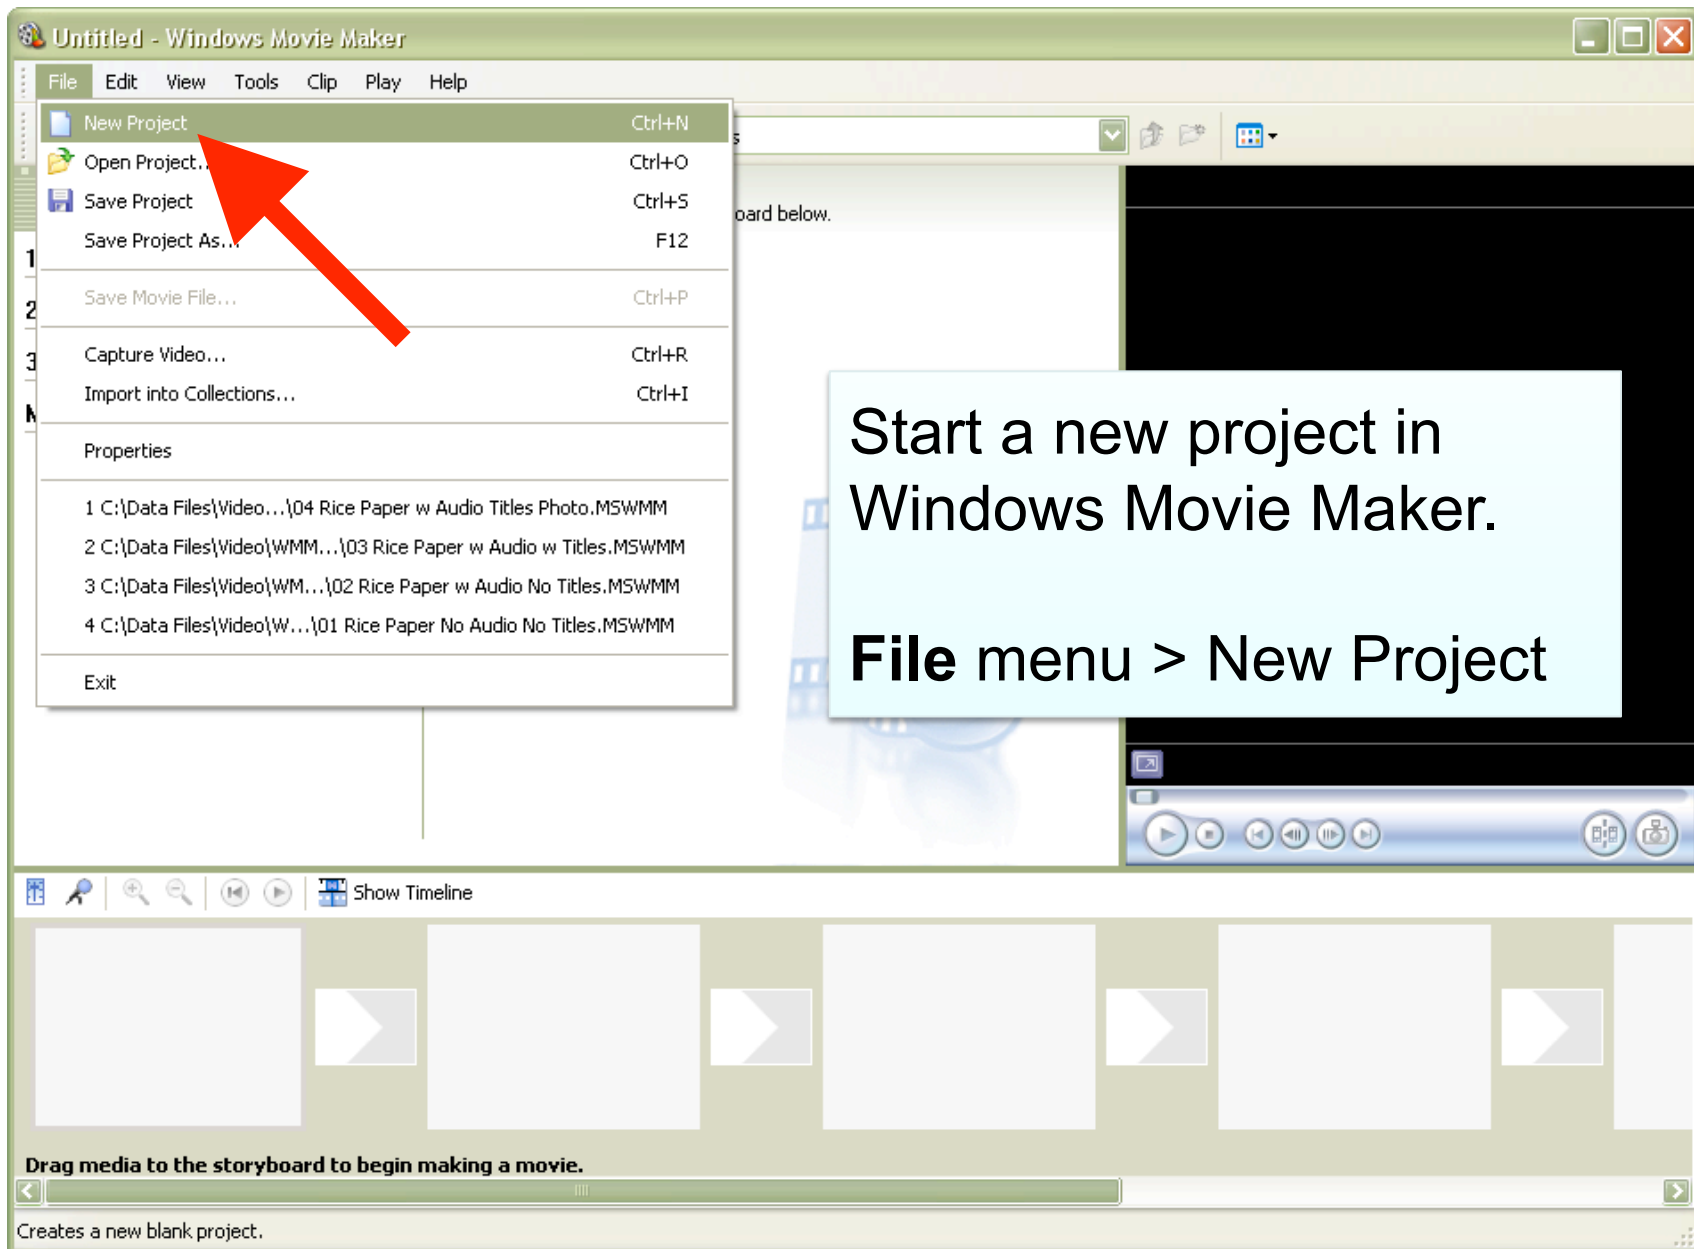 Untitled - Windows Movie Maker
File Edit View Tools Clip Play Help
New Project Ctrl+N
Open Project... Ctrl+O
Save Project Ctrl+S
oard below.
Save Project As... F12
1
Save Movie File... Ctrl+P
2
Capture Video... Ctrl+R
3
Import into Collections... Ctrl+I
Properties
1 C:\Data Files\Video...\04 Rice Paper w Audio Titles Photo.MSWMM
2 C:\Data Files\Video\WMM...\03 Rice Paper w Audio w Titles.MSWMM
3 C:\Data Files\Video\WM...\02 Rice Paper w Audio No Titles.MSWMM
4 C:\Data Files\Video\W...\01 Rice Paper No Audio No Titles.MSWMM
Exit
Start a new project in
Windows Movie Maker.
File menu > New Project
Show Timeline
Drag media to the storyboard to begin making a movie.
Creates a new blank project.